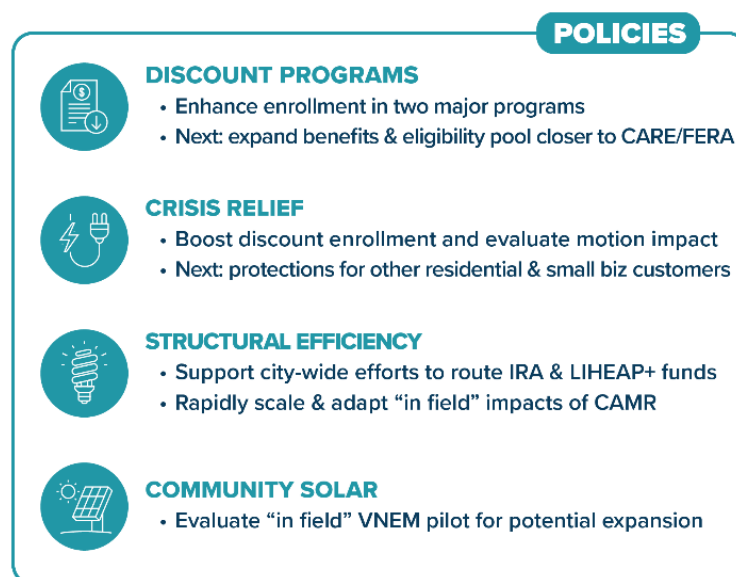 POLICIES
DISCOUNT PROGRAMS
• Enhance enrollment in two major programs
• Next: expand benefits & eligibility pool closer to CARE/FERA
CRISIS RELIEF
• Boost discount enrollment and evaluate motion impact
• Next: protections for other residential & small biz customers
STRUCTURAL EFFICIENCY
• Support city-wide efforts to route IRA & LIHEAP+ funds
• Rapidly scale & adapt “in field” impacts of CAMR
COMMUNITY SOLAR
• Evaluate “in field” VNEM pilot for potential expansion